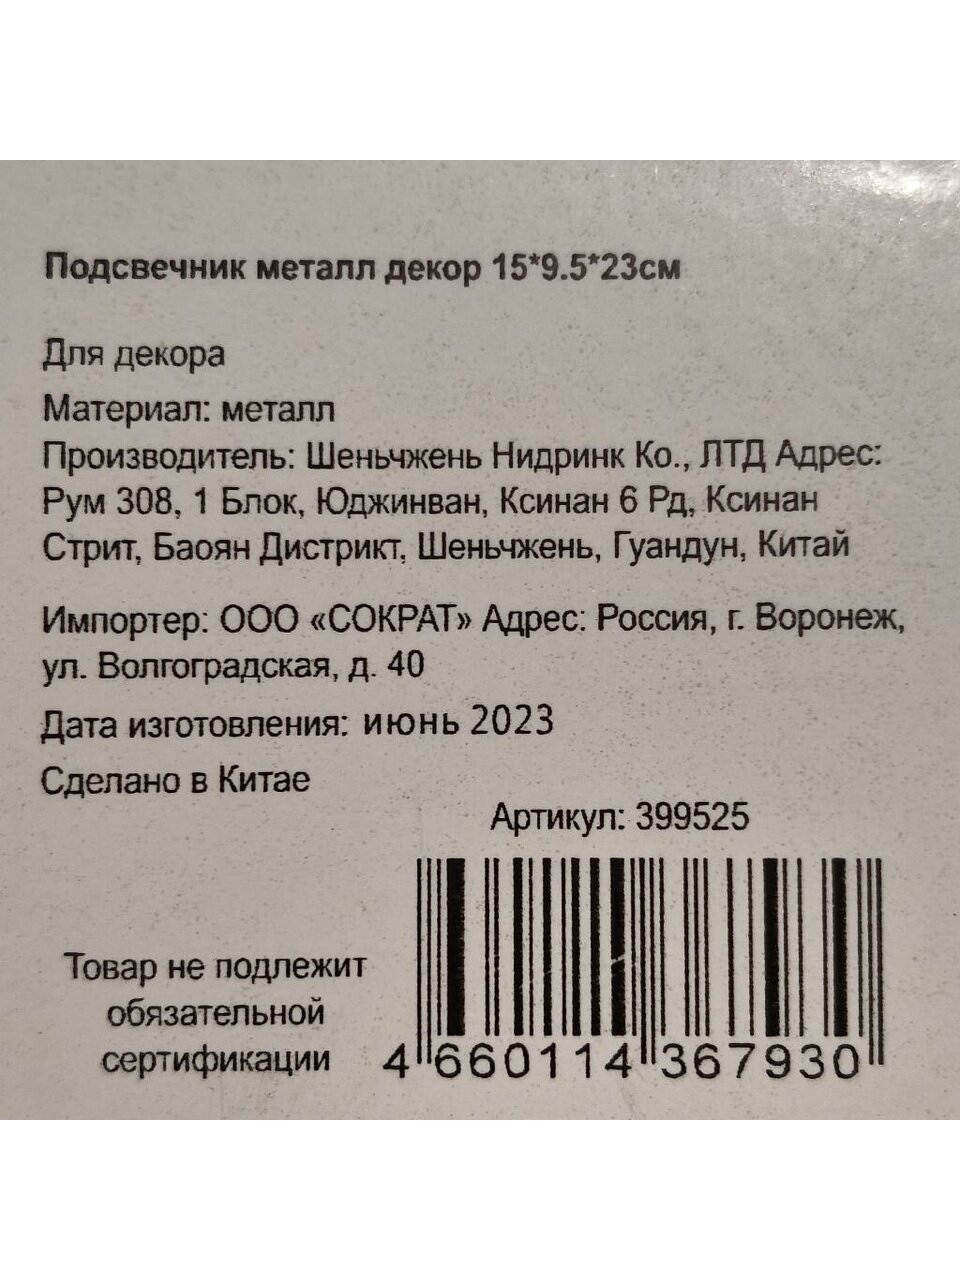 Подсвечник металл декор 15*9.5*23см
Для декора
Материал: металл
Производитель: Шеньчжень Нидринк Ко., ЛТД Адрес:
Рум 308, 1 Блок, Юджинван, Ксинан 6 Рд, Ксинан
Стрит, Баоян Дистрикт, Шеньчжень, Гуандун, Китай
Импортер: ООО «СОКРАТ» Адрес: Россия, г. Воронеж,
ул. Волгоградская, д. 40
Дата изготовления: июнь 2023
Сделано в Китае
Артикул: 399525
Товар не подлежит
обязательной
сертификации
4 660114 367930